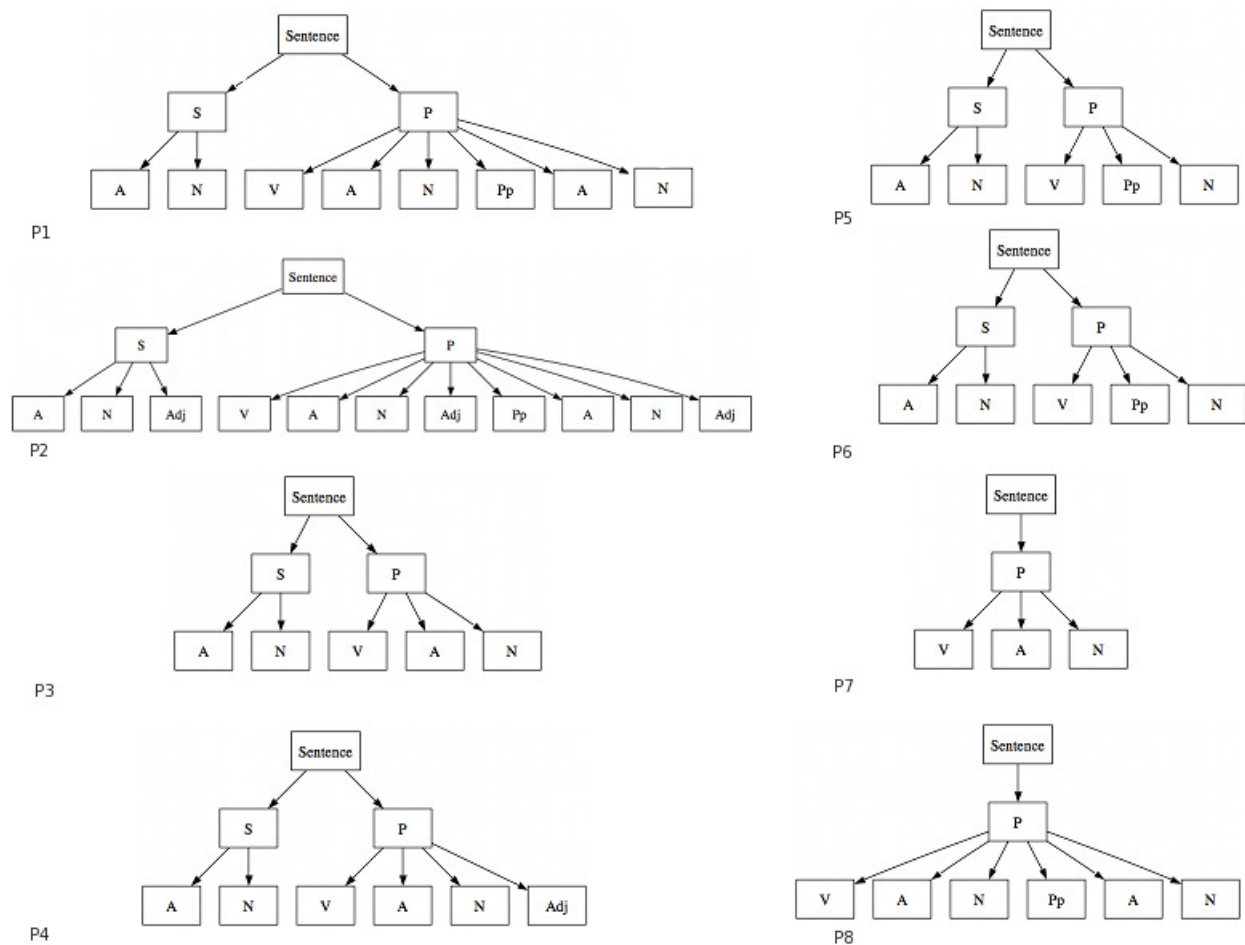 Sentence
S P
A N V A N Pp A N
P1
Sentence
S P
A N Adj V A N Adj Pp A N Adj
P2
Sentence
S P
A N V A N
P3
Sentence
S P
A N V A N Adj
P4
Sentence
S P
A N V Pp N
P5
Sentence
S P
A N V Pp N
P6
Sentence
P
V A N
P7
Sentence
P
V A N Pp A N
P8